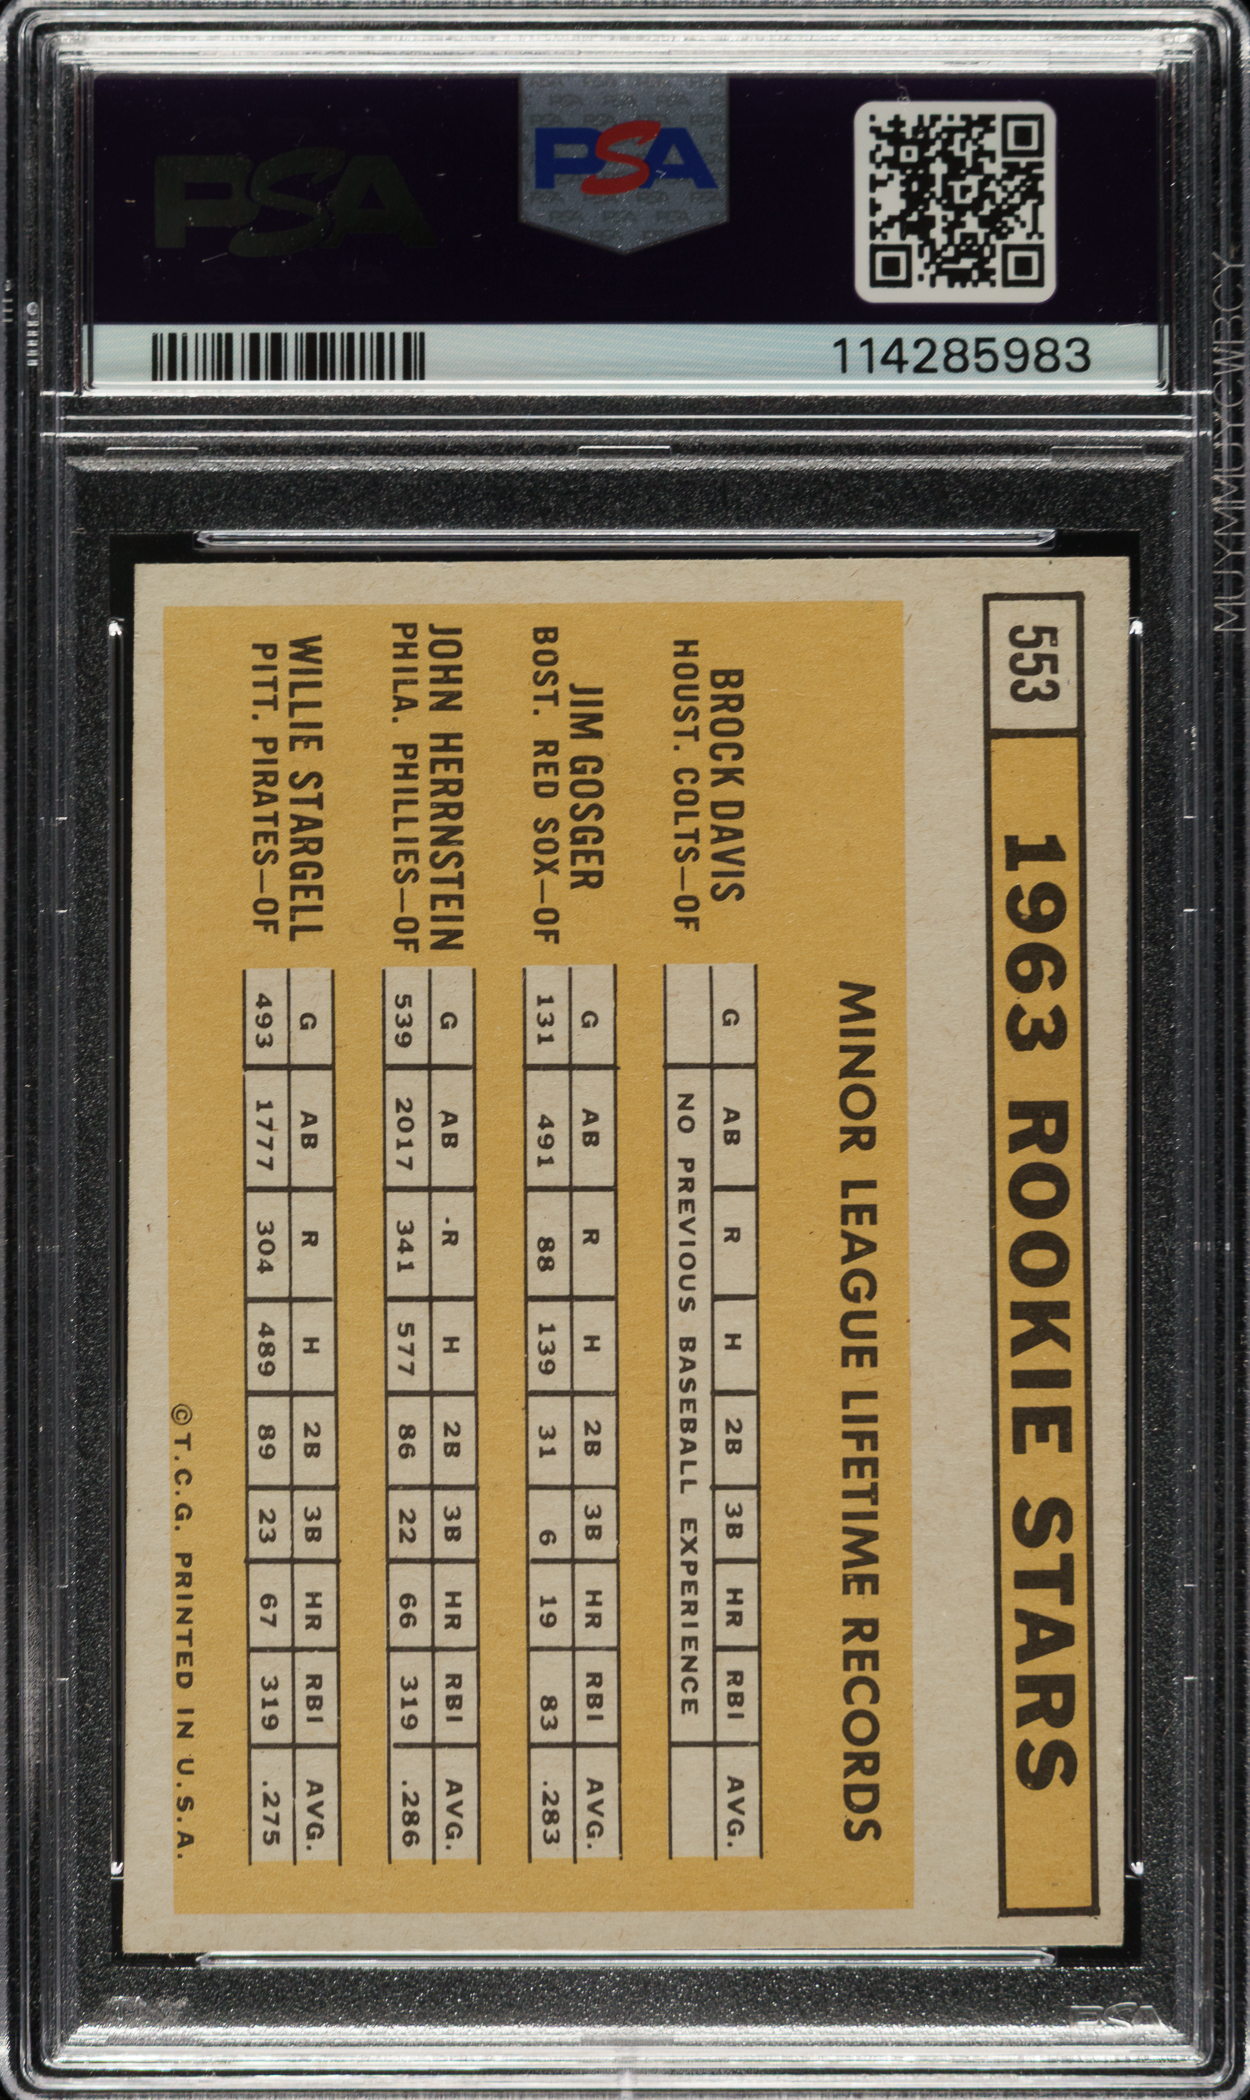 PSA
PSA
114285983
553
1963 ROOKIE STARS
MINOR LEAGUE LIFETIME RECORDS
BROCK DAVIS
HOUST. COLTS—OF
G AB R H 2B 3B HR RBI AVG.
NO PREVIOUS BASEBALL EXPERIENCE
JIM GOSGER
BOST. RED SOX—OF
G AB R H 2B 3B HR RBI AVG.
131 491 88 139 31 6 19 83 .283
JOHN HERRNSTEIN
PHILA. PHILLIES—OF
G AB R H 2B 3B HR RBI AVG.
539 2017 341 577 86 22 66 319 .286
WILLIE STARGELL
PITT. PIRATES—OF
G AB R H 2B 3B HR RBI AVG.
493 1777 304 489 89 23 67 319 .275
©T.C.G. PRINTED IN U.S.A.
PSA